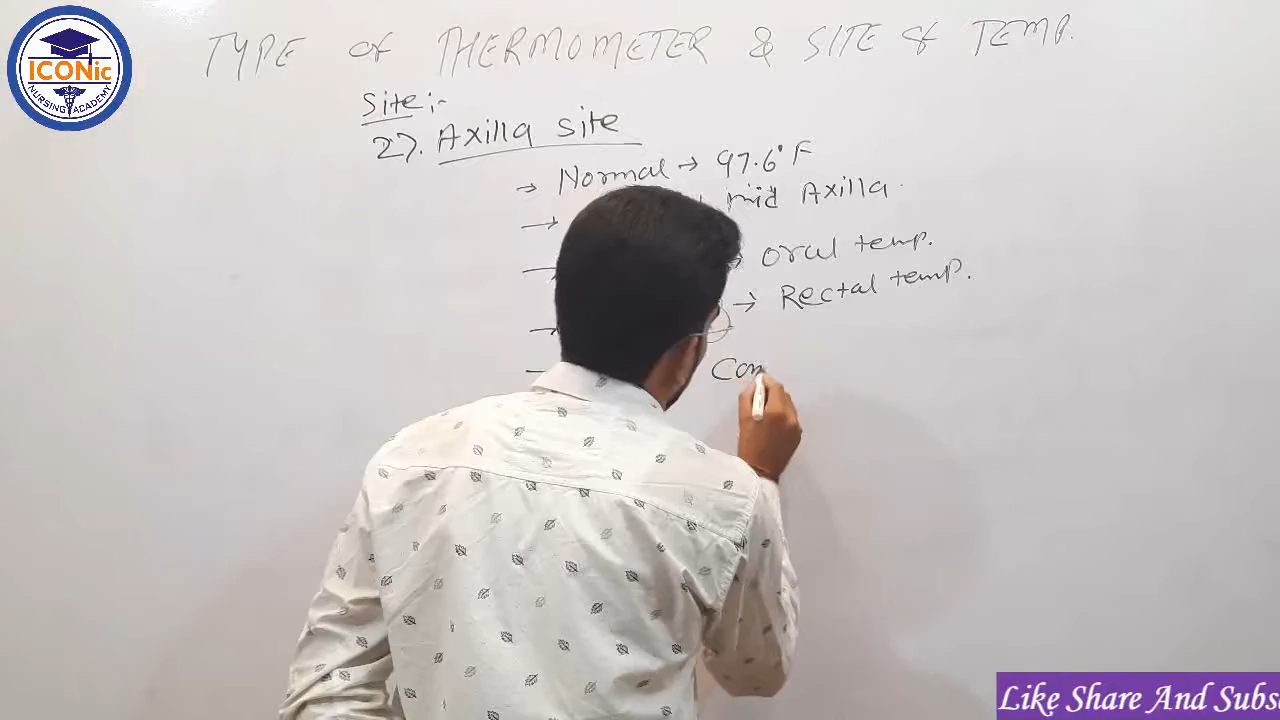 ICONic
NURSING ACADEMY
TYPE OF THERMOMETER & SITE OF TEMP.
Site :-
2). Axilla site
→ Normal → 97.6° F
→ mid Axilla.
→ oral temp.
→ → Rectal temp.
→ Con
Like Share And Subs